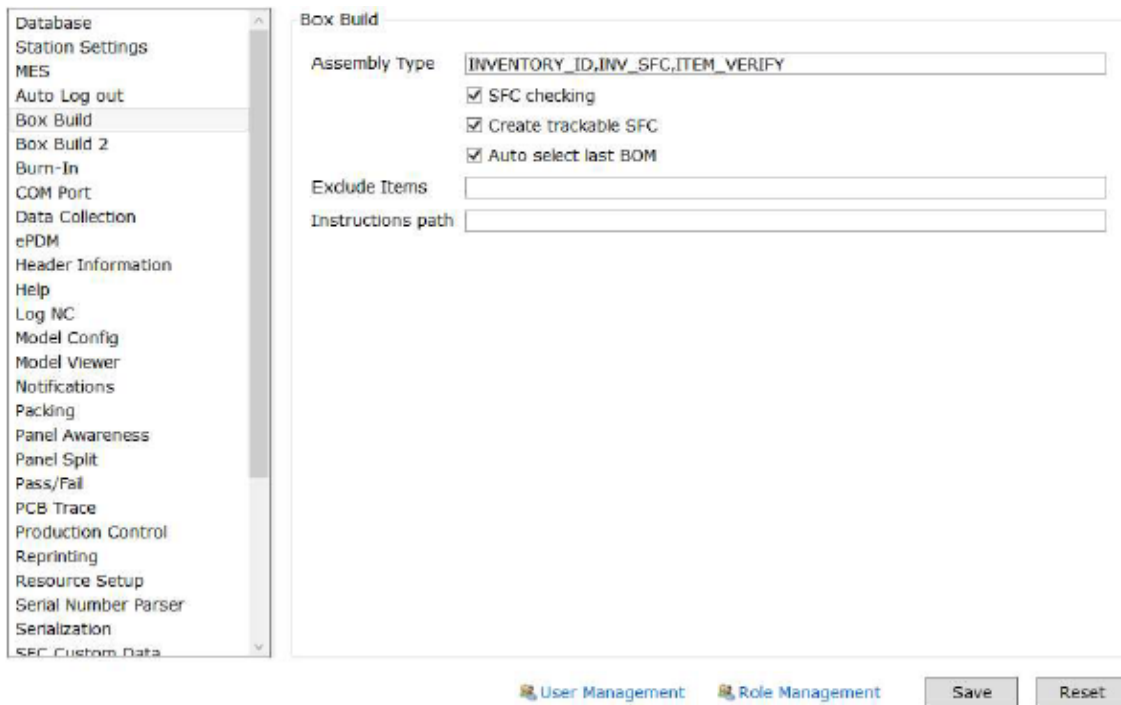 Database
Station Settings
MES
Auto Log out
Box Build
Box Build 2
Burn-In
COM Port
Data Collection
ePDM
Header Information
Help
Log NC
Model Config
Model Viewer
Notifications
Packing
Panel Awareness
Panel Split
Pass/Fail
PCB Trace
Production Control
Reprinting
Resource Setup
Serial Number Parser
Serialization
SFC Custom Data
Box Build
Assembly Type INVENTORY_ID,INV_SFC,ITEM_VERIFY
SFC checking
Create trackable SFC
Auto select last BOM
Exclude Items
Instructions path
User Management Role Management Save Reset